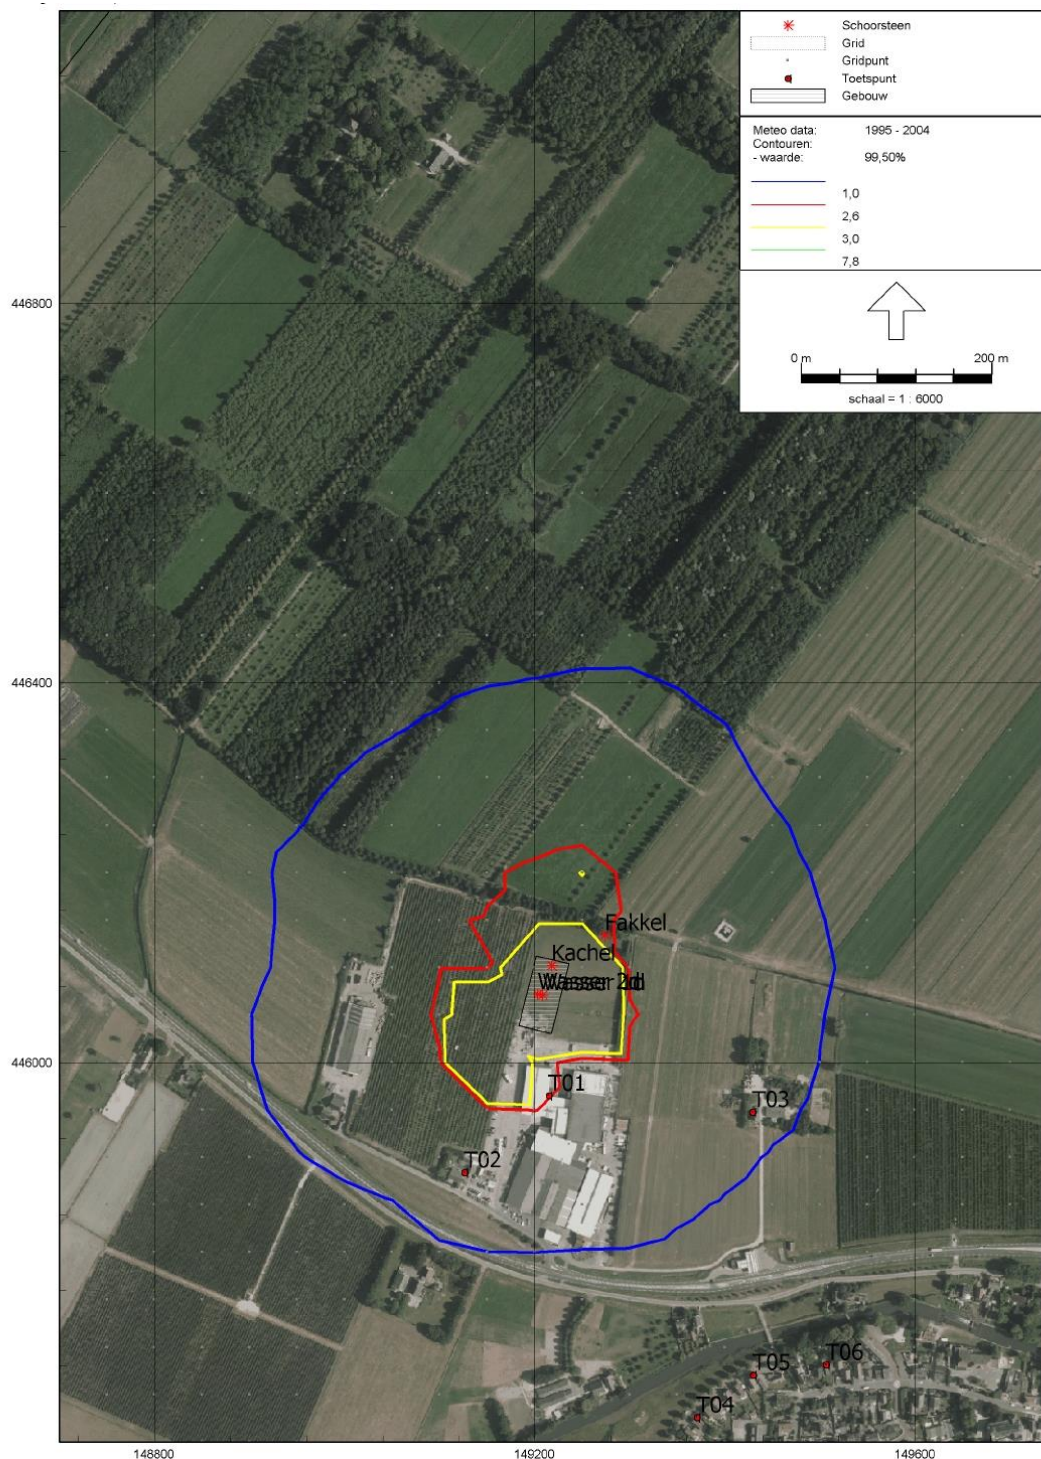 Schoorsteen
Grid
Gridpunt
Toetspunt
Gebouw
Meteo data: 1995 - 2004
Contouren:
- waarde: 99,50%
1,0
2,6
3,0
7,8
0 m 200 m
schaal = 1 : 6000
446800
446400
446000
Fakkel
Kachel
T01
T03
T02
T06
T05
T04
148800 149200 149600